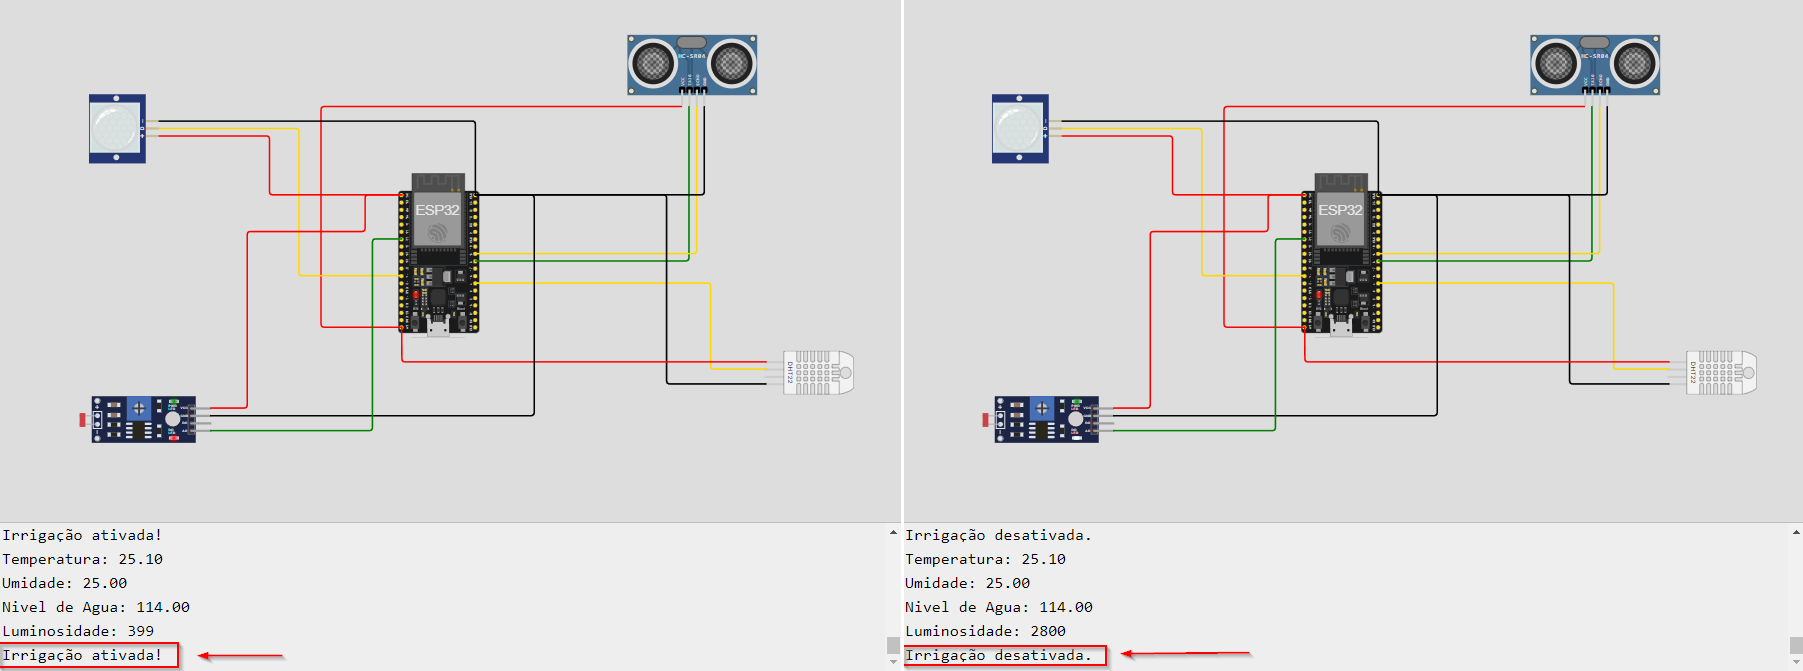 HC-SR04
ESP32
DHT22
Irrigação ativada!
Temperatura: 25.10
Umidade: 25.00
Nivel de Agua: 114.00
Luminosidade: 399
Irrigação ativada!
HC-SR04
ESP32
DHT22
Irrigação desativada.
Temperatura: 25.10
Umidade: 25.00
Nivel de Agua: 114.00
Luminosidade: 2800
Irrigação desativada.